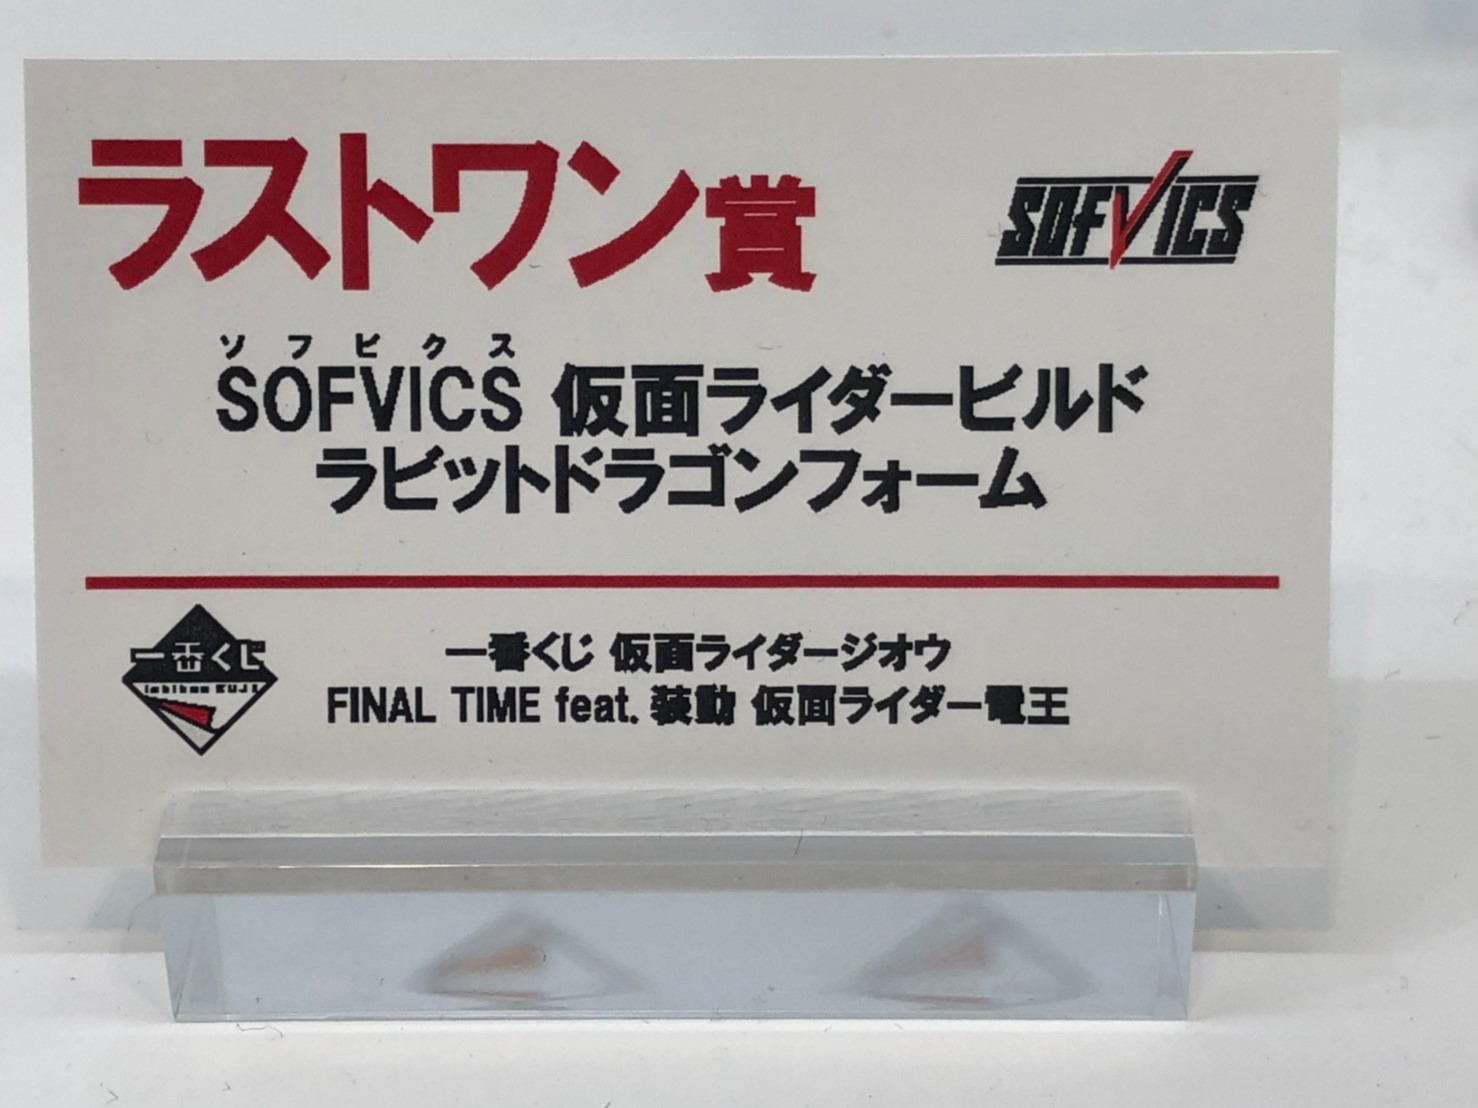 ラストワン賞
SOFVICS
ソフビクス
SOFVICS 仮面ライダービルド
ラビットドラゴンフォーム
一番くじ
Ichiban KUJI
一番くじ 仮面ライダージオウ
FINAL TIME feat. 装動 仮面ライダー電王